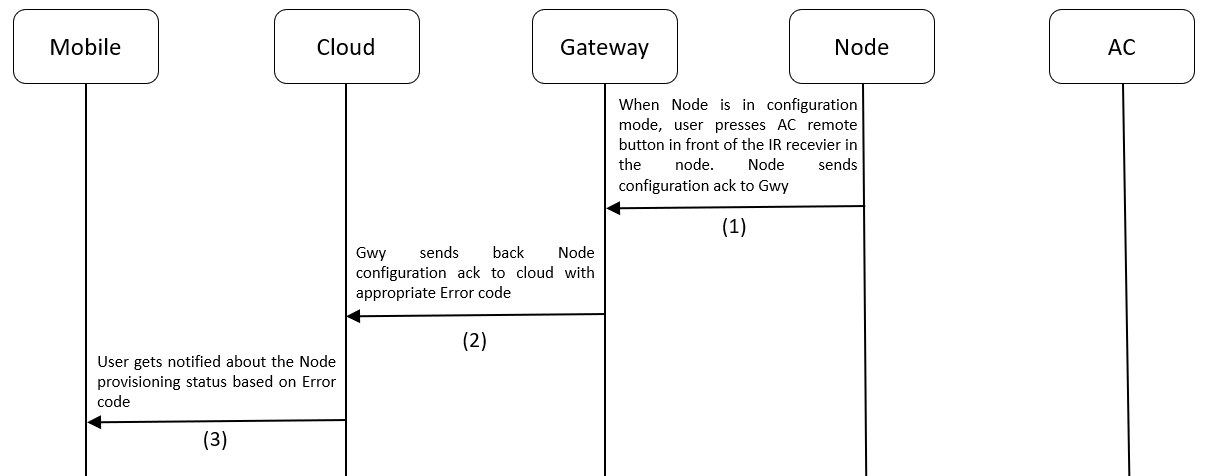 Mobile
Cloud
Gateway
Node
AC
When Node is in configuration
mode, user presses AC remote
button in front of the IR recevier in
the node. Node sends
configuration ack to Gwy
(1)
Gwy sends back Node
configuration ack to cloud with
appropriate Error code
(2)
User gets notified about the Node
provisioning status based on Error
code
(3)